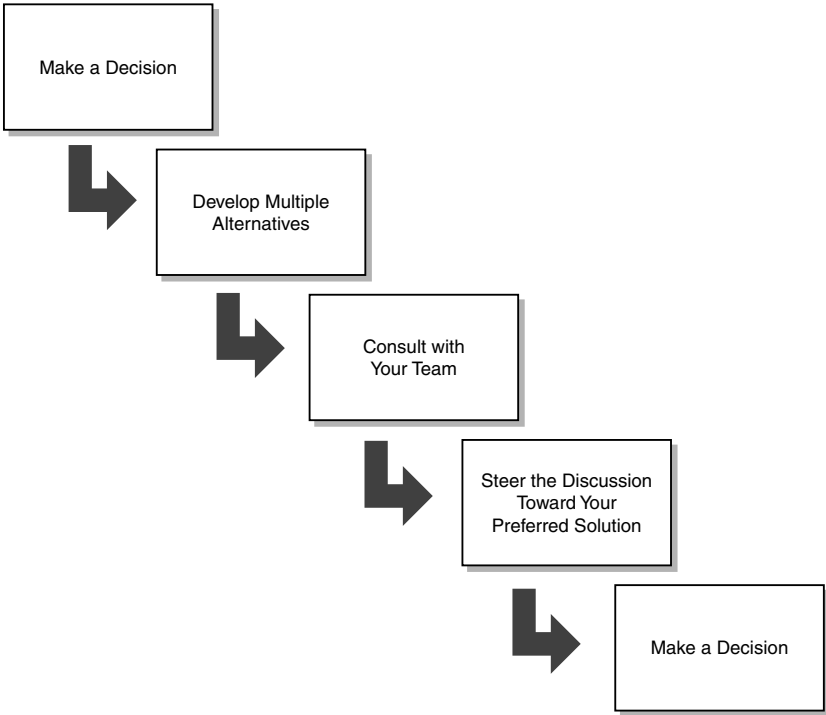 Make a Decision
Develop Multiple
Alternatives
Consult with
Your Team
Steer the Discussion
Toward Your
Preferred Solution
Make a Decision